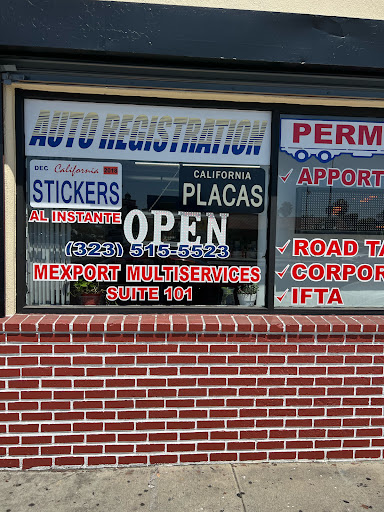 AUTO REGISTRATION
DEC California 2019
STICKERS
AL INSTANTE
CALIFORNIA
PLACAS
OPEN
(323) 515-5523
MEXPORT MULTISERVICES
SUITE 101
PERM
APPORT
ROAD TA
CORPOR
IFTA